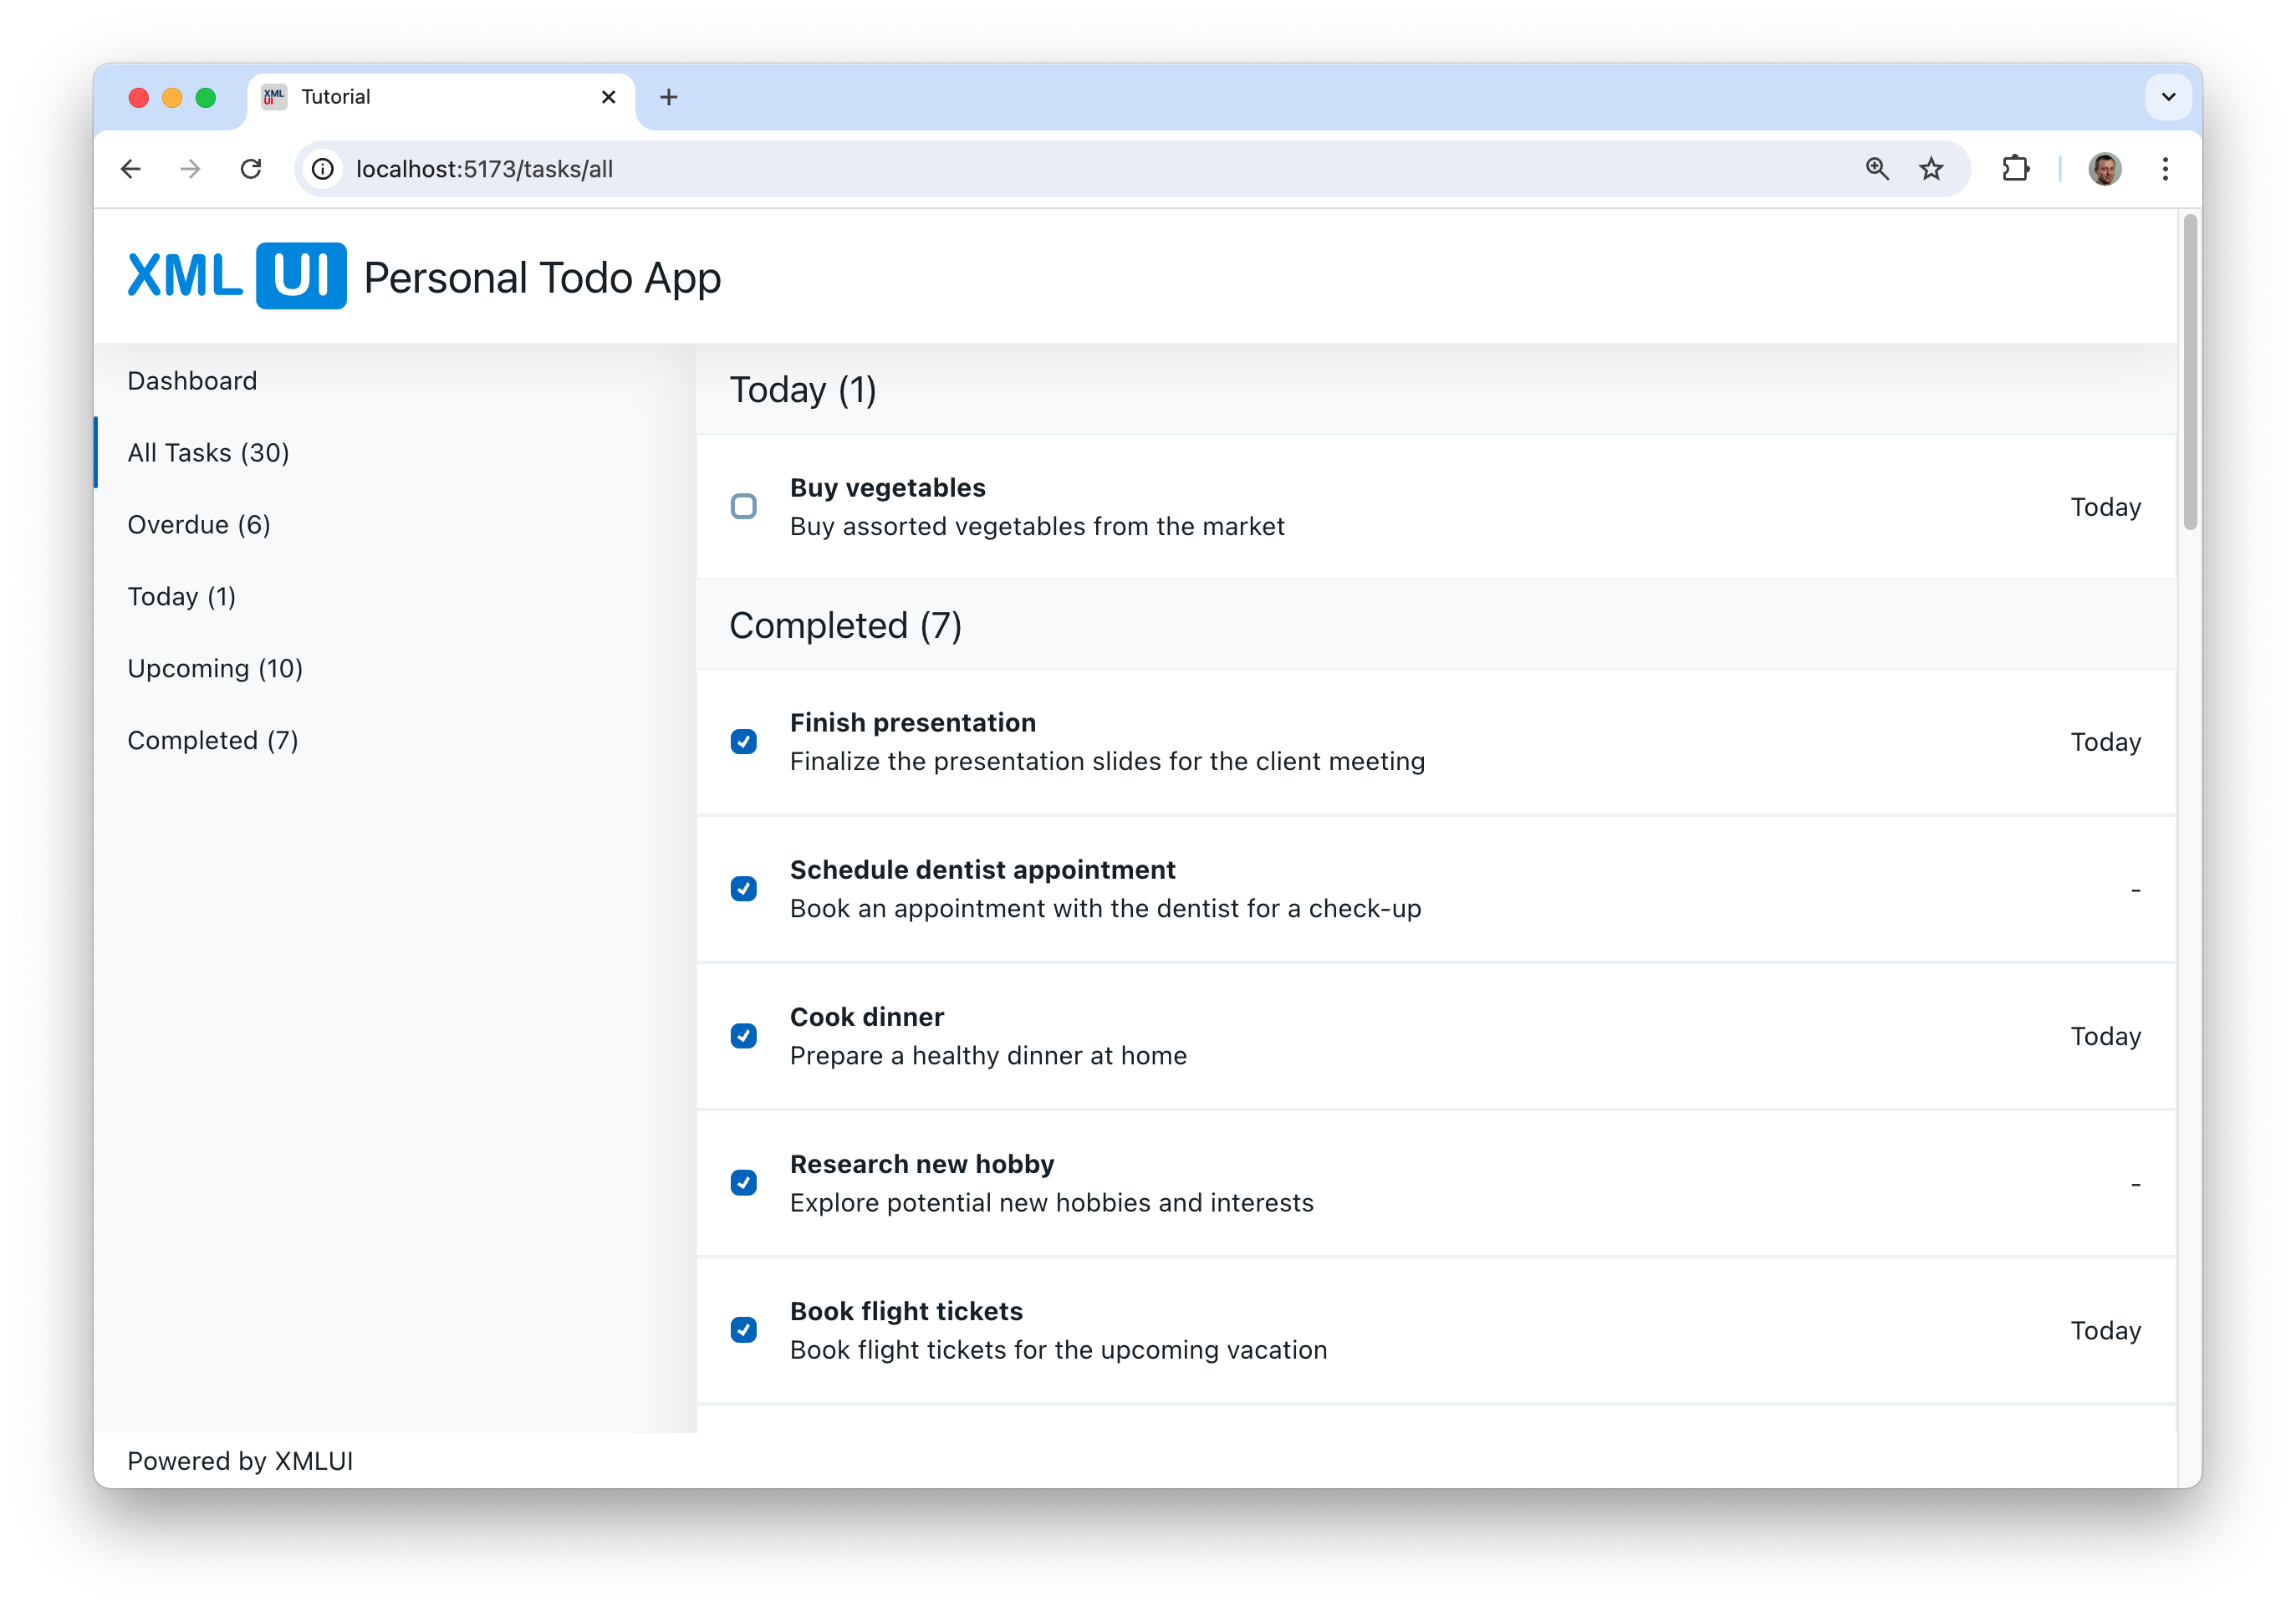 XML
UI
Tutorial
localhost:5173/tasks/all
XML UI Personal Todo App
Dashboard
All Tasks (30)
Overdue (6)
Today (1)
Upcoming (10)
Completed (7)
Today (1)
Buy vegetables
Buy assorted vegetables from the market
Today
Completed (7)
Finish presentation
Finalize the presentation slides for the client meeting
Today
Schedule dentist appointment
Book an appointment with the dentist for a check-up
-
Cook dinner
Prepare a healthy dinner at home
Today
Research new hobby
Explore potential new hobbies and interests
-
Book flight tickets
Book flight tickets for the upcoming vacation
Today
Powered by XMLUI